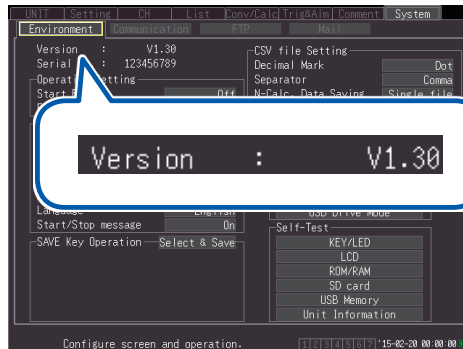 UNIT Setting CH List Conv/Calc Trig&Alm Comment System
Environment Communication FTP Mail
Version : V1.30
Serial : 123456789
Start Off
Version : V1.30
Language English
Start/Stop message On
SAVE Key Operation Select & Save
CSV file Setting
Decimal Mark Dot
Separator Comma
N-Calc. Data Saving Single file
USB Drive Mode
Self-Test
KEY/LED
LCD
ROM/RAM
SD card
USB Memory
Unit Information
Configure screen and operation. 1 2 3 4 5 6 7 '15-02-20 00:00:00